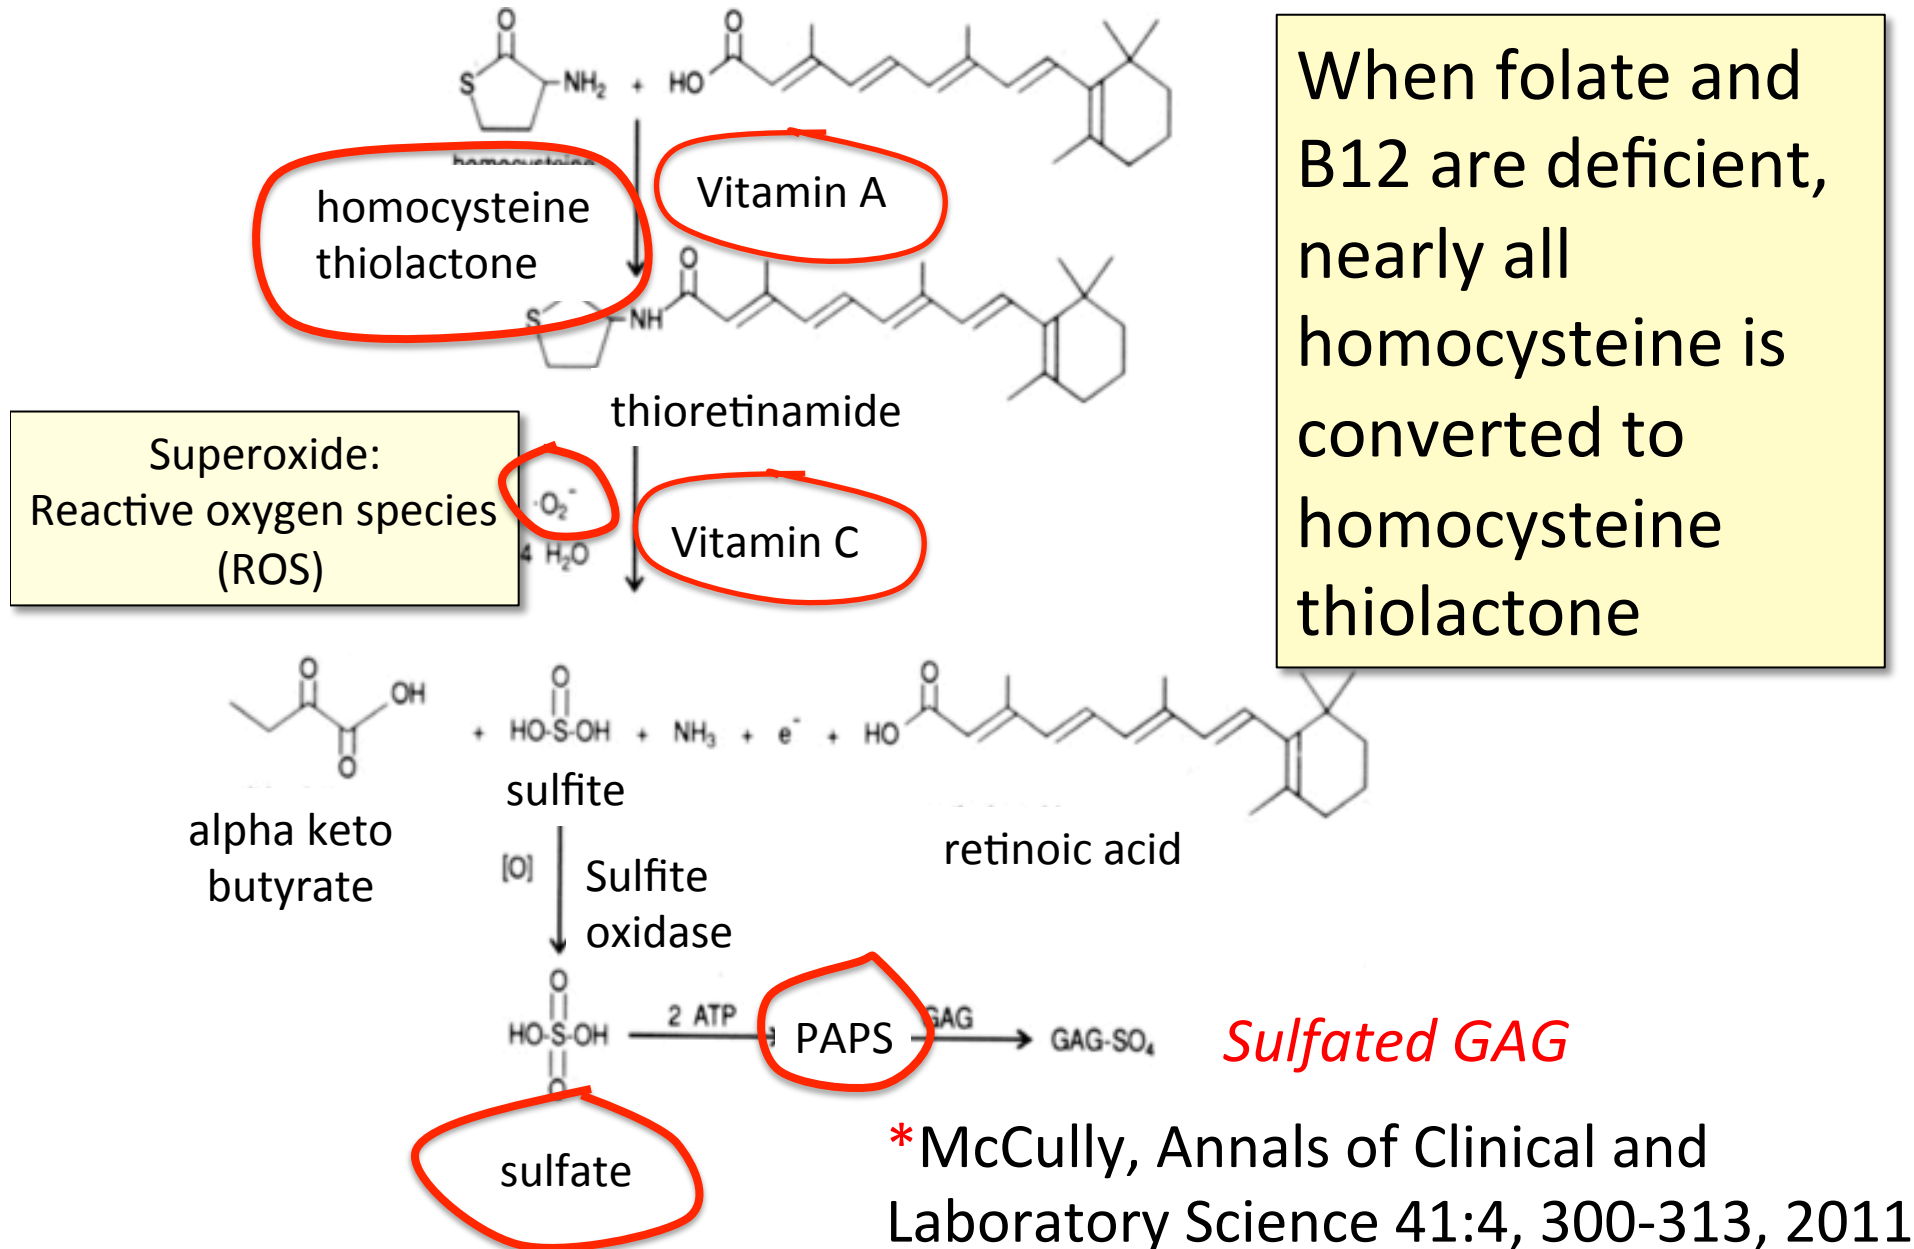 O
S
NH₂
+
O
HO
homocysteine
thiolactone
Vitamin A
O
S
NH
thioretinamide
Superoxide:
Reactive oxygen species
(ROS)
·O₂⁻
4 H₂O
Vitamin C
When folate and
B12 are deficient,
nearly all
homocysteine is
converted to
homocysteine
thiolactone
O
OH
O
+
O
HO-S-OH
+ NH₃ + e⁻ +
O
HO
alpha keto
butyrate
sulfite
retinoic acid
[O]
Sulfite
oxidase
O
HO-S-OH
O
2 ATP
PAPS
GAG
GAG-SO₄
Sulfated GAG
sulfate
*McCully, Annals of Clinical and
Laboratory Science 41:4, 300-313, 2011